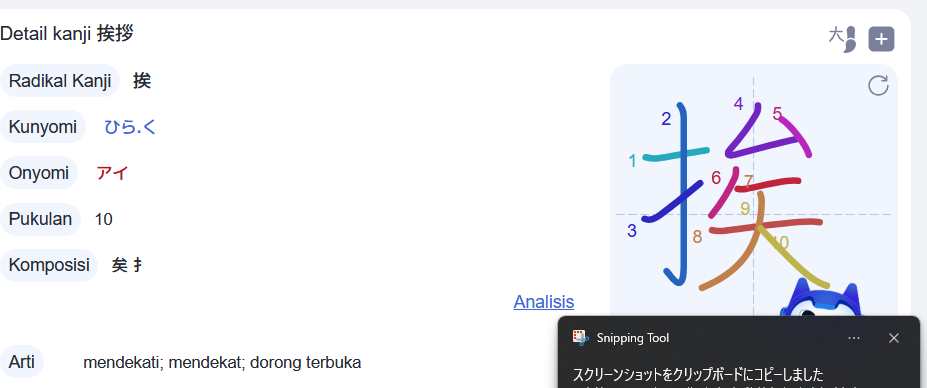 Detail kanji 挨拶
Radikal Kanji 挨
Kunyomi ひら.く
Onyomi アイ
Pukulan 10
Komposisi 矣 扌
Analisis
Arti mendekati; mendekat; dorong terbuka
大
1
2
3
4
5
6
7
8
9
10
Snipping Tool
スクリーンショットをクリップボードにコピーしました